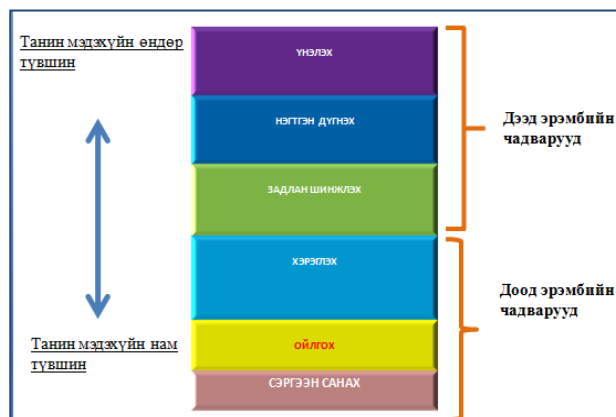 Танин мэдэхүйн өндөр
түвшин
ҮНЭЛЭХ
НЭГТГЭН ДҮГНЭХ
ЗАДЛАН ШИНЖЛЭХ
ХЭРЭГЛЭХ
ОЙЛГОХ
СЭРГЭЭН САНАХ
Танин мэдэхүйн нам
түвшин
Дээд эрэмбийн
чадварууд
Доод эрэмбийн
чадварууд